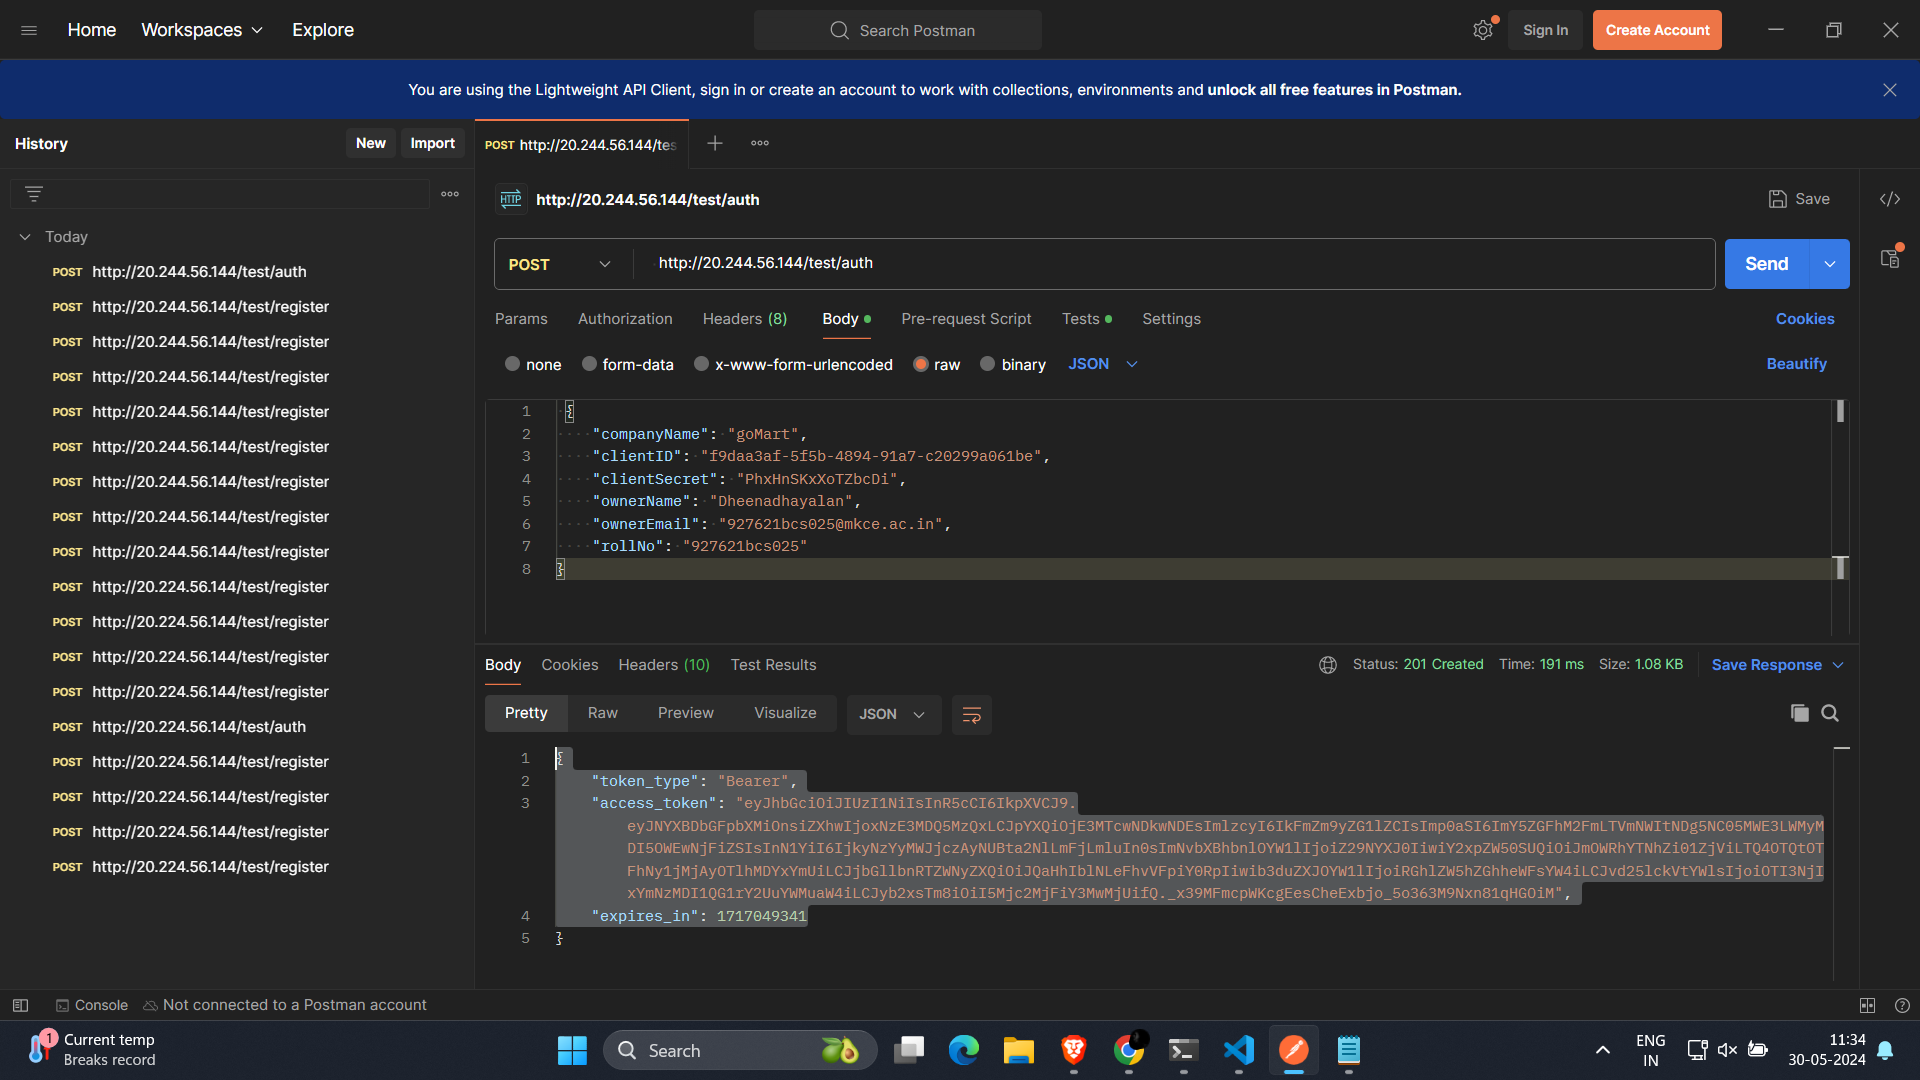 Home
Workspaces
Explore
Search Postman
Sign In
Create Account
You are using the Lightweight API Client, sign in or create an account to work with collections, environments and unlock all free features in Postman.
History
New
Import
POST http://20.244.56.144/tes
HTTP http://20.244.56.144/test/auth
Save
Today
POST http://20.244.56.144/test/auth
POST http://20.244.56.144/test/register
POST http://20.244.56.144/test/register
POST http://20.244.56.144/test/register
POST http://20.244.56.144/test/register
POST http://20.244.56.144/test/register
POST http://20.244.56.144/test/register
POST http://20.244.56.144/test/register
POST http://20.244.56.144/test/register
POST http://20.224.56.144/test/register
POST http://20.224.56.144/test/register
POST http://20.224.56.144/test/register
POST http://20.224.56.144/test/register
POST http://20.224.56.144/test/auth
POST http://20.224.56.144/test/register
POST http://20.224.56.144/test/register
POST http://20.224.56.144/test/register
POST http://20.224.56.144/test/register
POST
http://20.244.56.144/test/auth
Send
Params
Authorization
Headers (8)
Body
Pre-request Script
Tests
Settings
Cookies
none
form-data
x-www-form-urlencoded
raw
binary
JSON
Beautify
1 {
2 "companyName": "goMart",
3 "clientID": "f9daa3af-5f5b-4894-91a7-c20299a061be",
4 "clientSecret": "PhxHnSKxXoTZbcDi",
5 "ownerName": "Dheenadhayalan",
6 "ownerEmail": "927621bcs025@mkce.ac.in",
7 "rollNo": "927621bcs025"
8 }
Body
Cookies
Headers (10)
Test Results
Status: 201 Created
Time: 191 ms
Size: 1.08 KB
Save Response
Pretty
Raw
Preview
Visualize
JSON
1 {
2 "token_type": "Bearer",
3 "access_token": "eyJhbGciOiJIUzI1NiIsInR5cCI6IkpXVCJ9.
4 "expires_in": 1717049341
5 }
Console
Not connected to a Postman account
1
Current temp
Breaks record
Search
ENG
IN
11:34
30-05-2024